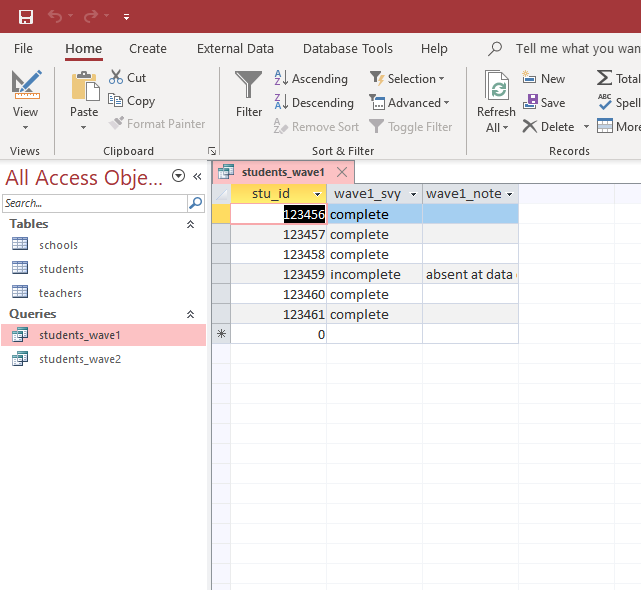 File Home Create External Data Database Tools Help Tell me what you wan
View
Views
Paste
Cut
Copy
Format Painter
Clipboard
Filter
Ascending
Descending
Remove Sort
Selection
Advanced
Toggle Filter
Sort & Filter
Refresh
All
New
Save
Delete
Total
Spell
More
Records
All Access Obje...
Search...
Tables
schools
students
teachers
Queries
students_wave1
students_wave2
students_wave1
stu_id wave1_svy wave1_note
123456 complete
123457 complete
123458 complete
123459 incomplete absent at data
123460 complete
123461 complete
* 0